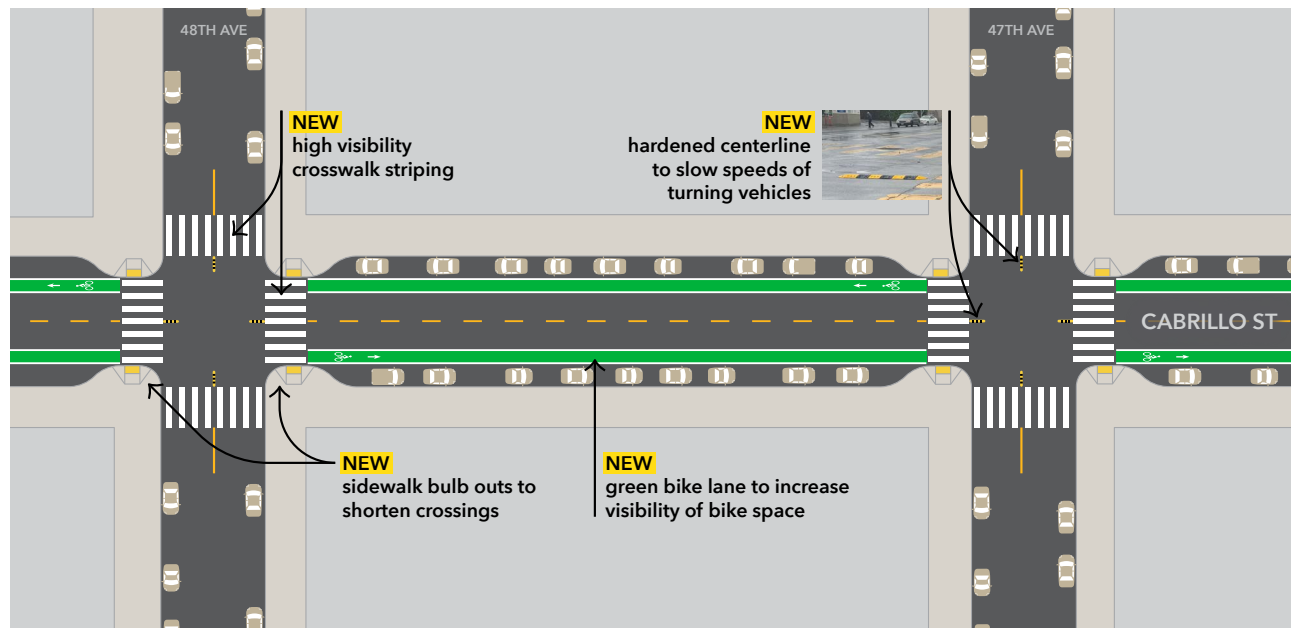 48TH AVE
47TH AVE
NEW
high visibility
crosswalk striping
NEW
hardened centerline
to slow speeds of
turning vehicles
CABRILLO ST
NEW
sidewalk bulb outs to
shorten crossings
NEW
green bike lane to increase
visibility of bike space